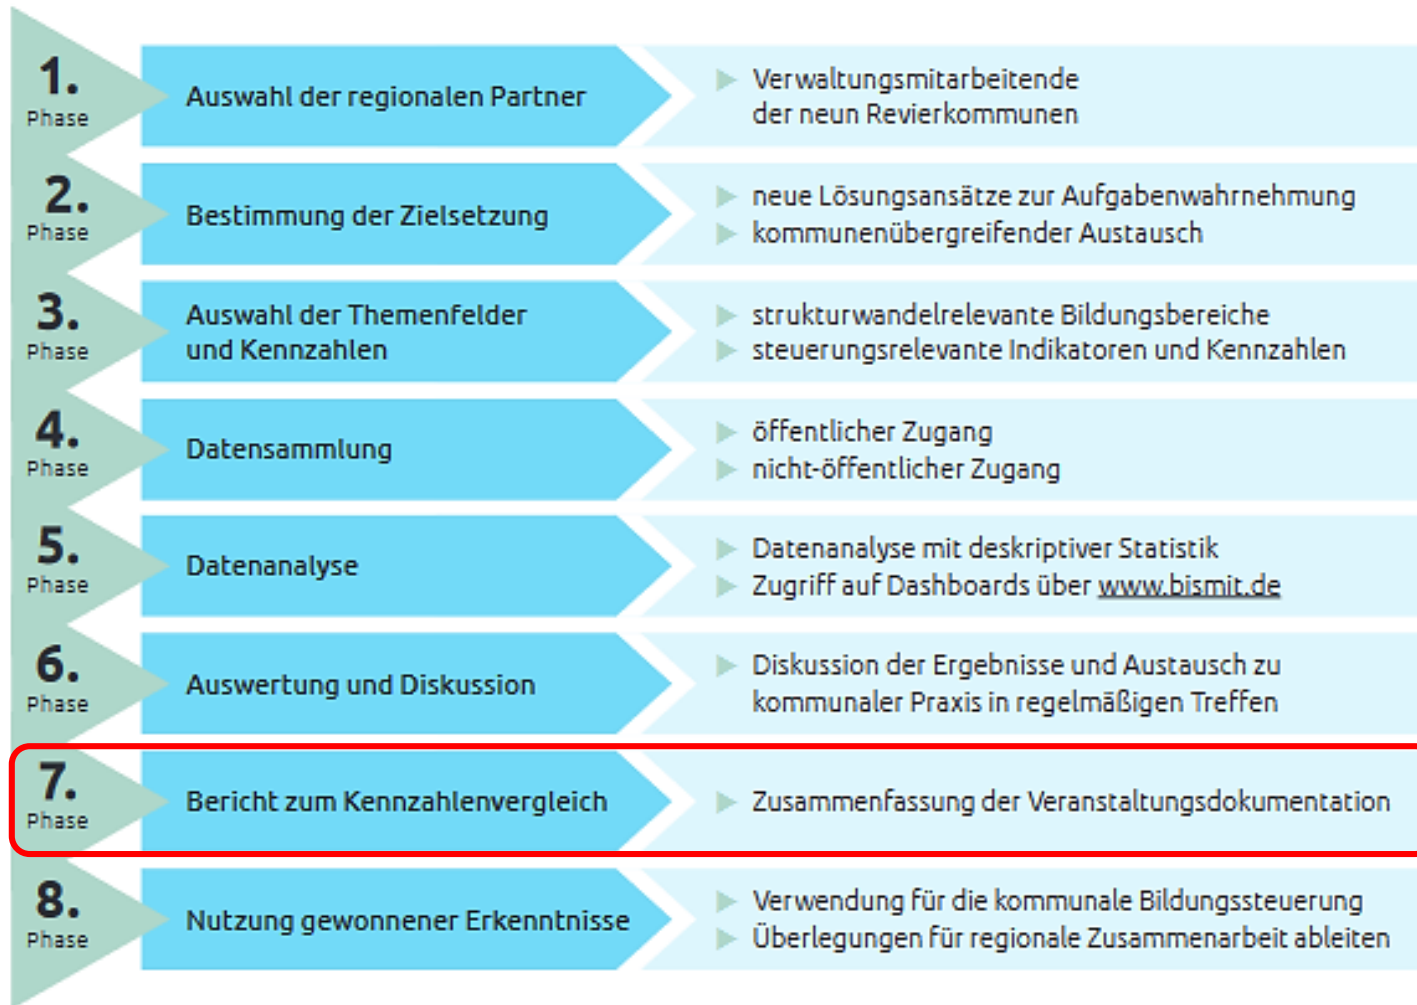 1.
Phase
Auswahl der regionalen Partner
Verwaltungsmitarbeitende
der neun Revierkommunen
2.
Phase
Bestimmung der Zielsetzung
neue Lösungsansätze zur Aufgabenwahrnehmung
kommunenübergreifender Austausch
3.
Phase
Auswahl der Themenfelder
und Kennzahlen
strukturwandelrelevante Bildungsbereiche
steuerungsrelevante Indikatoren und Kennzahlen
4.
Phase
Datensammlung
öffentlicher Zugang
nicht-öffentlicher Zugang
5.
Phase
Datenanalyse
Datenanalyse mit deskriptiver Statistik
Zugriff auf Dashboards über www.bismit.de
6.
Phase
Auswertung und Diskussion
Diskussion der Ergebnisse und Austausch zu
kommunaler Praxis in regelmäßigen Treffen
7.
Phase
Bericht zum Kennzahlenvergleich
Zusammenfassung der Veranstaltungsdokumentation
8.
Phase
Nutzung gewonnener Erkenntnisse
Verwendung für die kommunale Bildungssteuerung
Überlegungen für regionale Zusammenarbeit ableiten